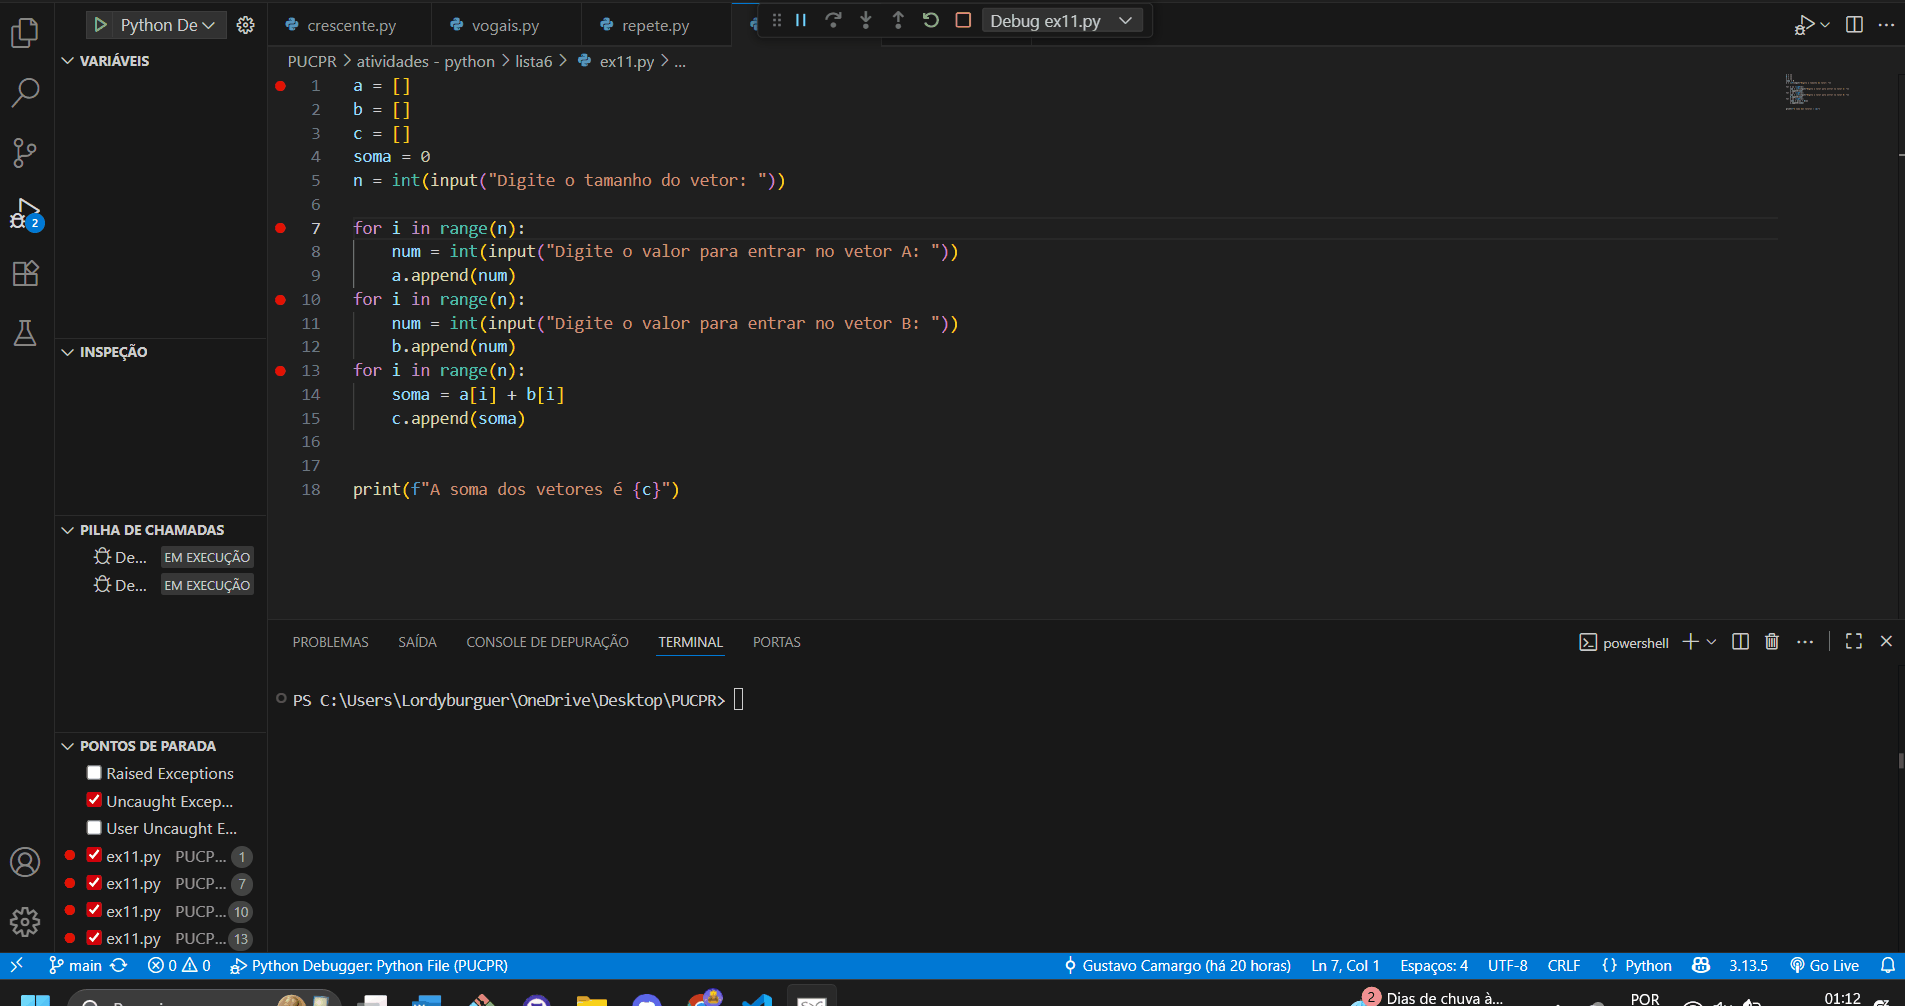 Python De
crescente.py
vogais.py
repete.py
Debug ex11.py
VARIÁVEIS
PUCPR > atividades - python > lista6 > ex11.py > ...
1 a = []
2 b = []
3 c = []
4 soma = 0
5 n = int(input("Digite o tamanho do vetor: "))
6
7 for i in range(n):
8 num = int(input("Digite o valor para entrar no vetor A: "))
9 a.append(num)
10 for i in range(n):
11 num = int(input("Digite o valor para entrar no vetor B: "))
12 b.append(num)
13 for i in range(n):
14 soma = a[i] + b[i]
15 c.append(soma)
16
17
18 print(f"A soma dos vetores é {c}")
2
INSPEÇÃO
PILHA DE CHAMADAS
De... EM EXECUÇÃO
De... EM EXECUÇÃO
PROBLEMAS SAÍDA CONSOLE DE DEPURAÇÃO TERMINAL PORTAS
powershell
PS C:\Users\Lordyburguer\OneDrive\Desktop\PUCPR>
PONTOS DE PARADA
Raised Exceptions
Uncaught Excep...
User Uncaught E...
ex11.py PUCP... 1
ex11.py PUCP... 7
ex11.py PUCP... 10
ex11.py PUCP... 13
main 0 0 Python Debugger: Python File (PUCPR)
Gustavo Camargo (há 20 horas) Ln 7, Col 1 Espaços: 4 UTF-8 CRLF {} Python 3.13.5 Go Live
2 Dias de chuva à...
POR
01:12